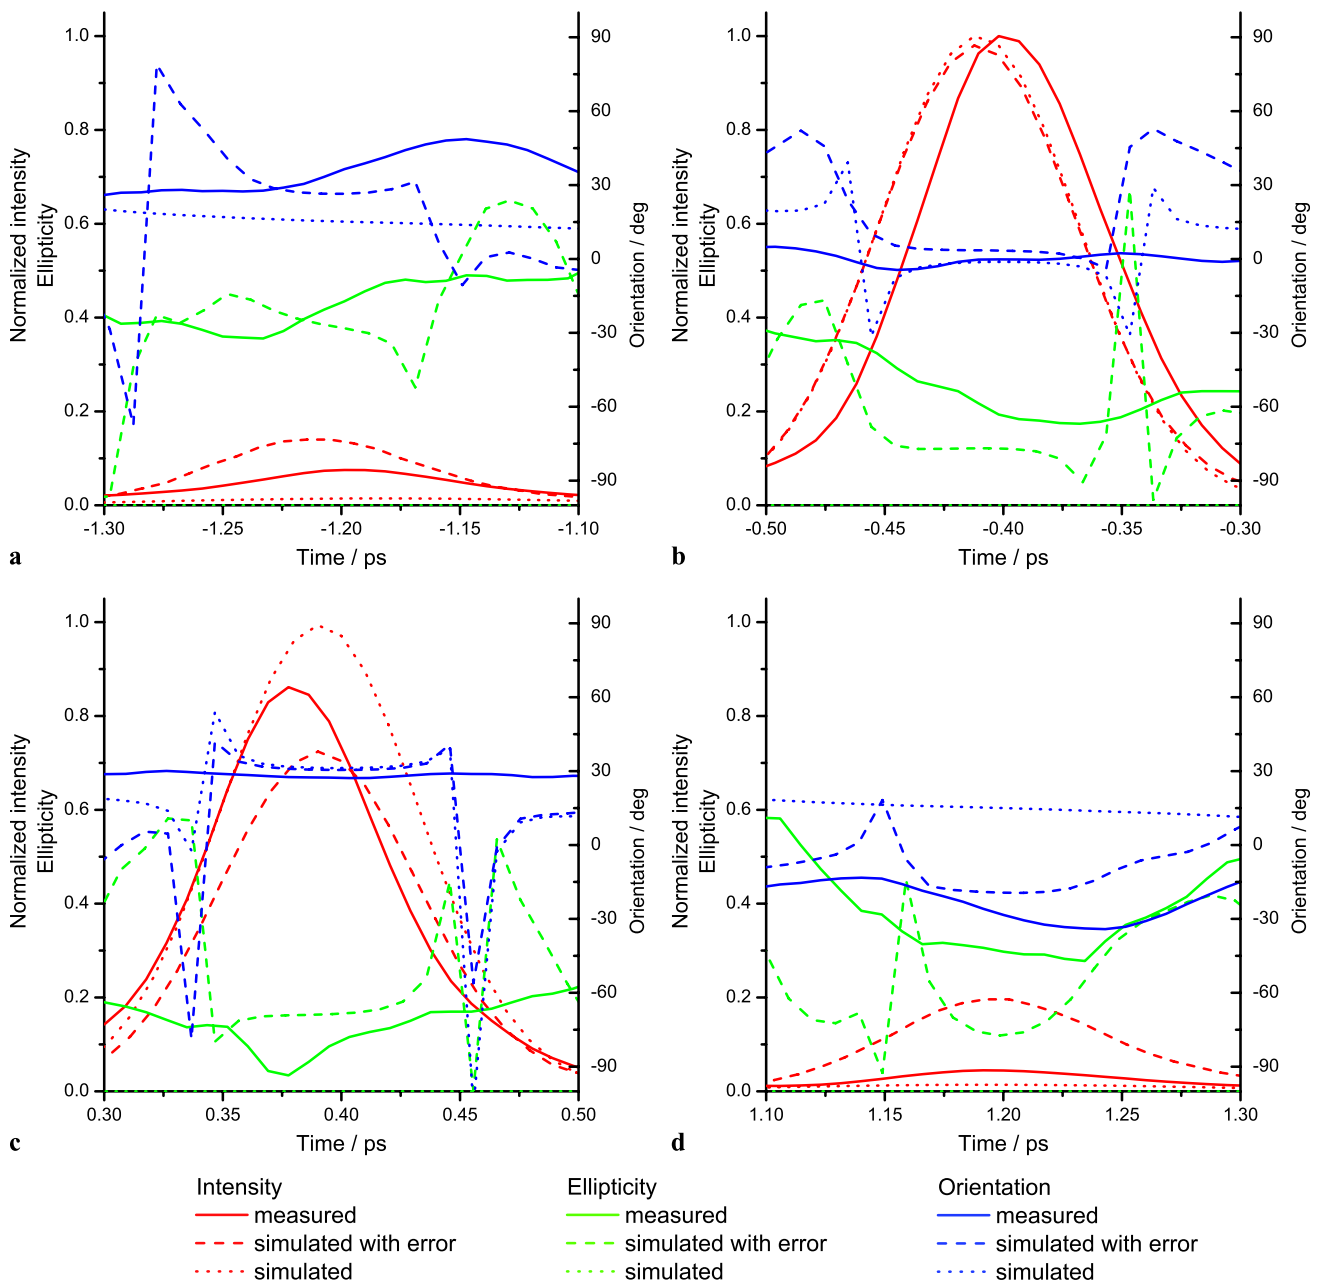 1.0
0.8
0.6
0.4
0.2
0.0
Normalized intensity
Ellipticity
90
60
30
0
-30
-60
-90
Orientation / deg
-1.30
-1.25
-1.20
-1.15
-1.10
Time / ps
a
1.0
0.8
0.6
0.4
0.2
0.0
Normalized intensity
Ellipticity
90
60
30
0
-30
-60
-90
Orientation / deg
-0.50
-0.45
-0.40
-0.35
-0.30
Time / ps
b
1.0
0.8
0.6
0.4
0.2
0.0
Normalized intensity
Ellipticity
90
60
30
0
-30
-60
-90
Orientation / deg
0.30
0.35
0.40
0.45
0.50
Time / ps
c
1.0
0.8
0.6
0.4
0.2
0.0
Normalized intensity
Ellipticity
90
60
30
0
-30
-60
-90
Orientation / deg
1.10
1.15
1.20
1.25
1.30
Time / ps
d
Intensity
measured
simulated with error
simulated
Ellipticity
measured
simulated with error
simulated
Orientation
measured
simulated with error
simulated